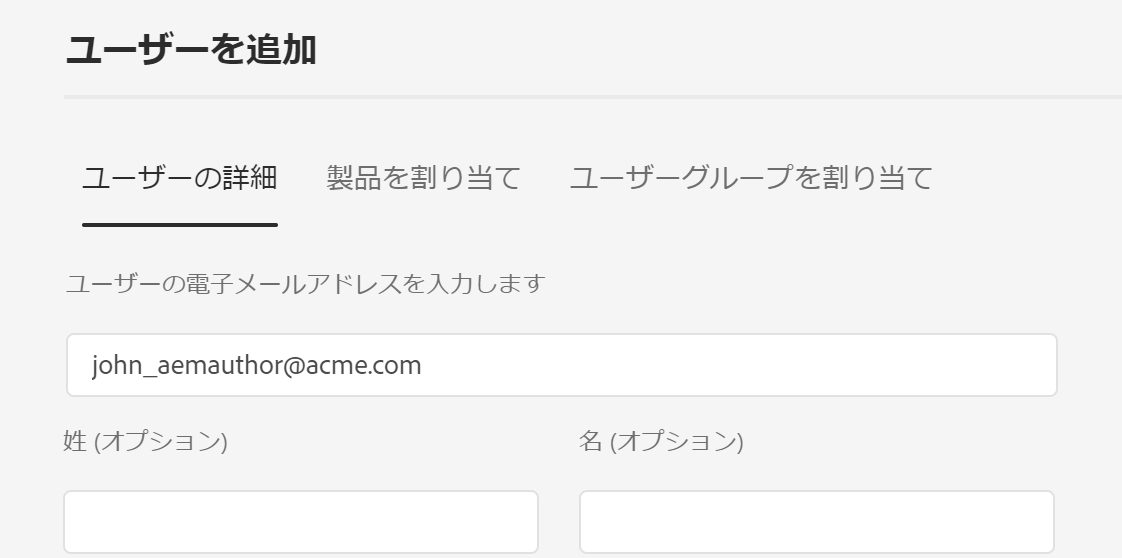 ユーザーを追加
ユーザーの詳細 製品を割り当て ユーザーグループを割り当て
ユーザーの電子メールアドレスを入力します
john_aemauthor@acme.com
姓 (オプション) 名 (オプション)